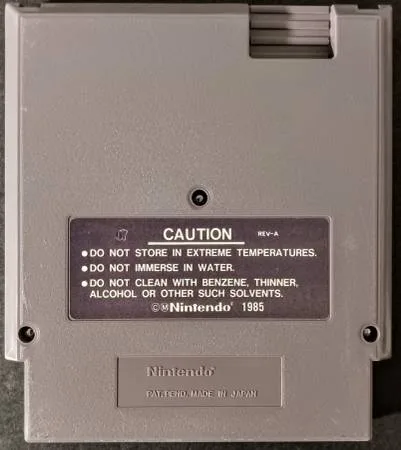 CAUTION REV-A
•DO NOT STORE IN EXTREME TEMPERATURES.
•DO NOT IMMERSE IN WATER.
•DO NOT CLEAN WITH BENZENE, THINNER,
ALCOHOL OR OTHER SUCH SOLVENTS.
©ⓂNintendo® 1985
Nintendo®
PAT. PEND. MADE IN JAPAN